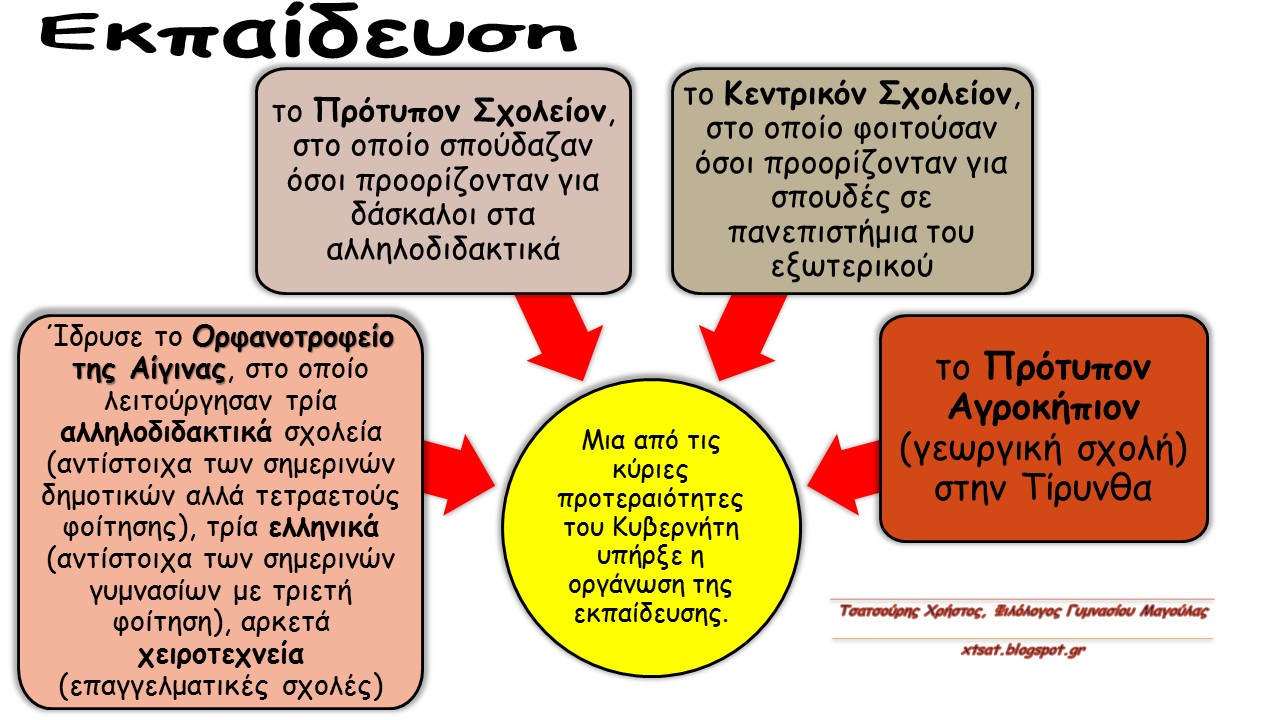 Εκπαίδευση
το Πρότυπον Σχολείον,
στο οποίο σπούδαζαν
όσοι προορίζονταν για
δάσκαλοι στα
αλληλοδιδακτικά
το Κεντρικόν Σχολείον,
στο οποίο φοιτούσαν
όσοι προορίζονταν για
σπουδές σε
πανεπιστήμια του
εξωτερικού
Ίδρυσε το Ορφανοτροφείο
της Αίγινας, στο οποίο
λειτούργησαν τρία
αλληλοδιδακτικά σχολεία
(αντίστοιχα των σημερινών
δημοτικών αλλά τετραετούς
φοίτησης), τρία ελληνικά
(αντίστοιχα των σημερινών
γυμνασίων με τριετή
φοίτηση), αρκετά
χειροτεχνεία
(επαγγελματικές σχολές)
Μια από τις
κύριες
προτεραιότητες
του Κυβερνήτη
υπήρξε η
οργάνωση της
εκπαίδευσης.
το Πρότυπον
Αγροκήπιον
(γεωργική σχολή)
στην Τίρυνθα
Τσατσούρης Χρήστος, Φιλόλογος Γυμνασίου Μαγούλας
xtsat.blogspot.gr